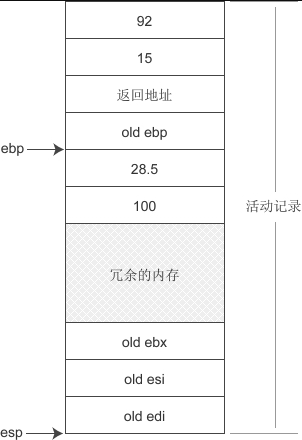 92
15
返回地址
old ebp
ebp
28.5
100
活动记录
冗余的内存
old ebx
old esi
old edi
esp